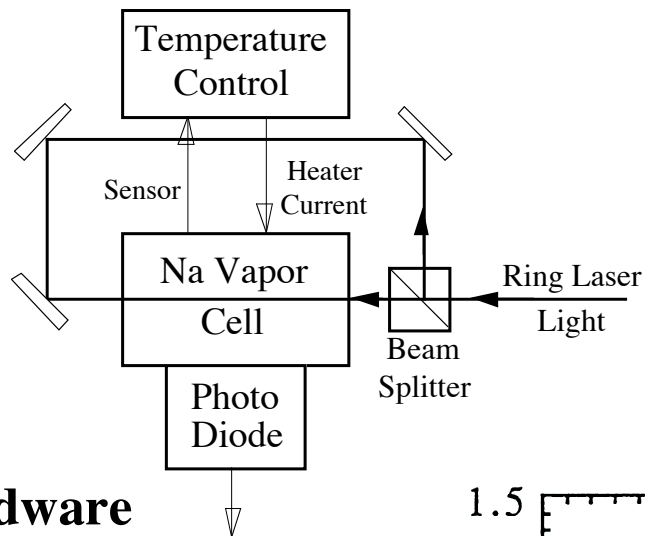 Temperature
Control
Sensor
Heater
Current
Na Vapor
Cell
Ring Laser
Light
Beam
Splitter
Photo
Diode
dware
1.5